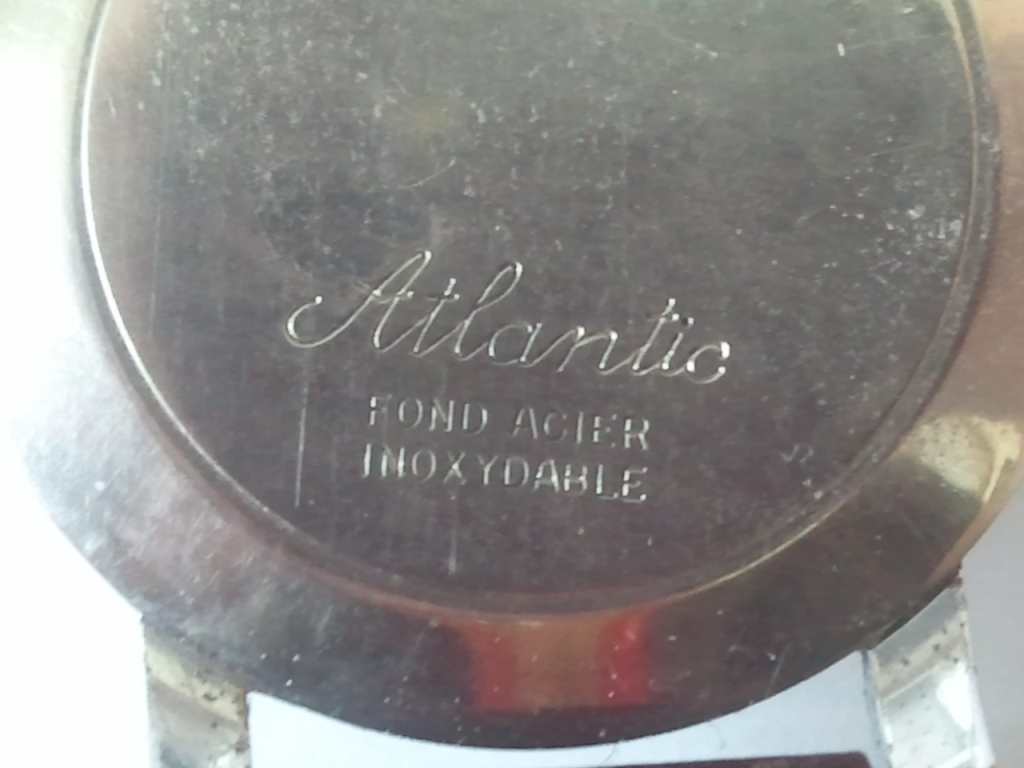 Atlantic
FOND ACIER
INOXYDABLE